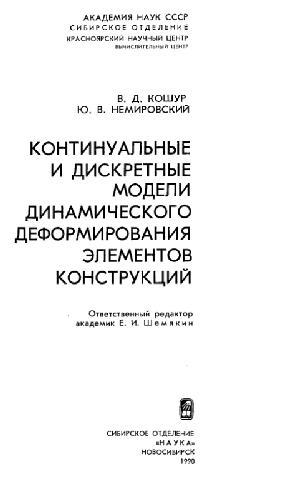 АКАДЕМИЯ НАУК СССР
СИБИРСКОЕ ОТДЕЛЕНИЕ
КРАСНОЯРСКИЙ НАУЧНЫЙ ЦЕНТР
ВЫЧИСЛИТЕЛЬНЫЙ ЦЕНТР
В. Д. КОШУР
Ю. В. НЕМИРОВСКИЙ
КОНТИНУАЛЬНЫЕ
И ДИСКРЕТНЫЕ
МОДЕЛИ
ДИНАМИЧЕСКОГО
ДЕФОРМИРОВАНИЯ
ЭЛЕМЕНТОВ
КОНСТРУКЦИЙ
Ответственный редактор
академик Е. И. Шемякин
СИБИРСКОЕ ОТДЕЛЕНИЕ
«НАУКА»
НОВОСИБИРСК
1990